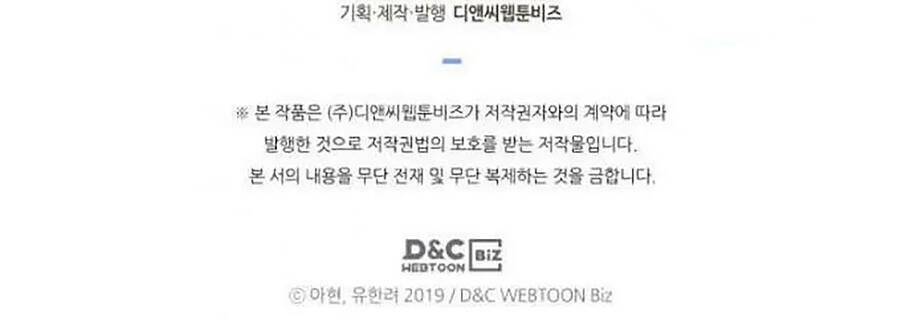 기획·제작·발행 디앤씨웹툰비즈
※ 본 작품은 (주)디앤씨웹툰비즈가 저작권자와의 계약에 따라
발행한 것으로 저작권법의 보호를 받는 저작물입니다.
본 서의 내용을 무단 전재 및 무단 복제하는 것을 금합니다.
D&C BiZ
WEBTOON
ⓒ 아현, 유한려 2019 / D&C WEBTOON Biz